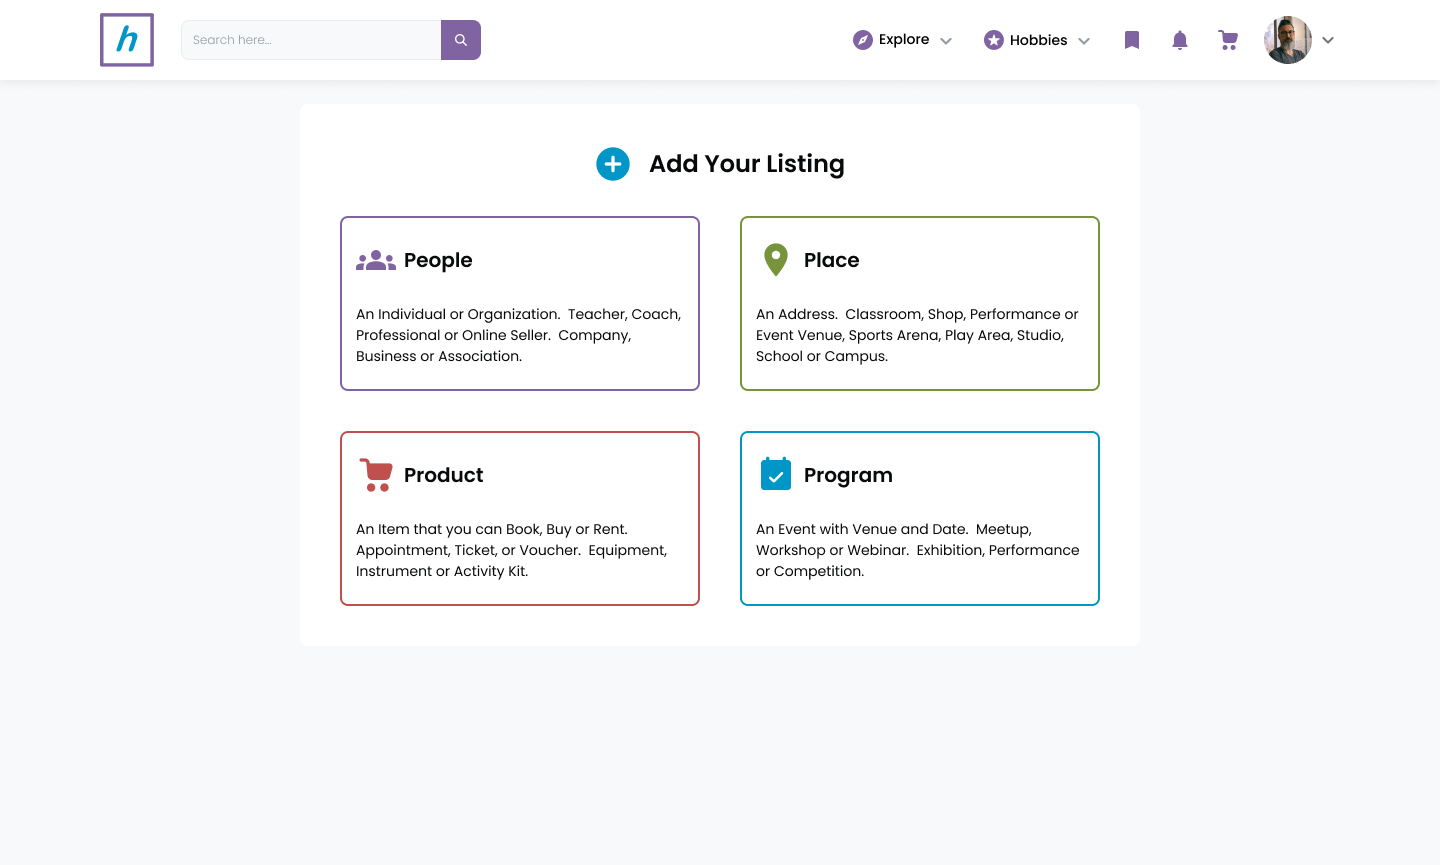 h
Search here...
Explore
Hobbies
Add Your Listing
People
An Individual or Organization.  Teacher, Coach,
Professional or Online Seller.  Company,
Business or Association.
Place
An Address.  Classroom, Shop, Performance or
Event Venue, Sports Arena, Play Area, Studio,
School or Campus.
Product
An Item that you can Book, Buy or Rent.
Appointment, Ticket, or Voucher.  Equipment,
Instrument or Activity Kit.
Program
An Event with Venue and Date.  Meetup,
Workshop or Webinar.  Exhibition, Performance
or Competition.